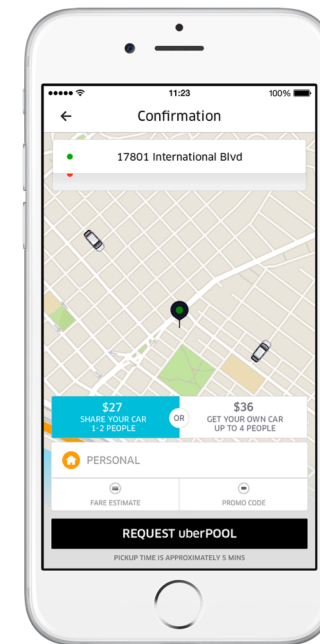 11:23
100%
Confirmation
17801 International Blvd
$27
SHARE YOUR CAR
1-2 PEOPLE
OR
$36
GET YOUR OWN CAR
UP TO 4 PEOPLE
PERSONAL
FARE ESTIMATE
PROMO CODE
REQUEST uberPOOL
PICKUP TIME IS APPROXIMATELY 5 MINS